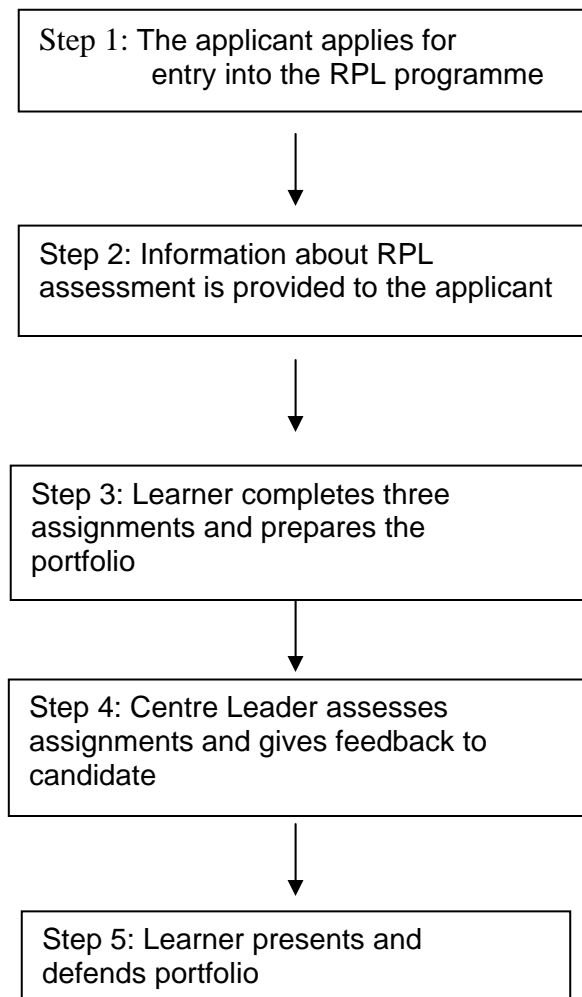 Step 1: The applicant applies for
entry into the RPL programme
Step 2: Information about RPL
assessment is provided to the applicant
Step 3: Learner completes three
assignments and prepares the
portfolio
Step 4: Centre Leader assesses
assignments and gives feedback to
candidate
Step 5: Learner presents and
defends portfolio